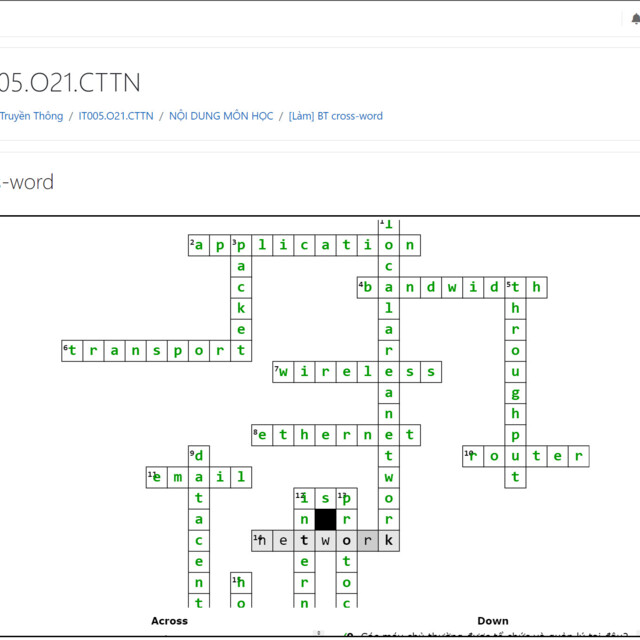 05.O21.CTTN
Truyền Thông / IT005.O21.CTTN / NỘI DUNG MÔN HỌC / [Làm] BT cross-word
-word
1 l
2 a p 3 p l i c a t i o n
a c
4 b a n d w i d 5 t h
c h
k l r
e a o
6 t r a n s p o r t r
7 w i r e l e s s u
a g
n h
8 e t h e r n e t p
9 d t 10 r o u t e r
11 e m a i l w t
t 12 i s 13 p o
a n r r
c 14 n e t w o r k
e e t
n 15 h r o
t o n c
Across Down